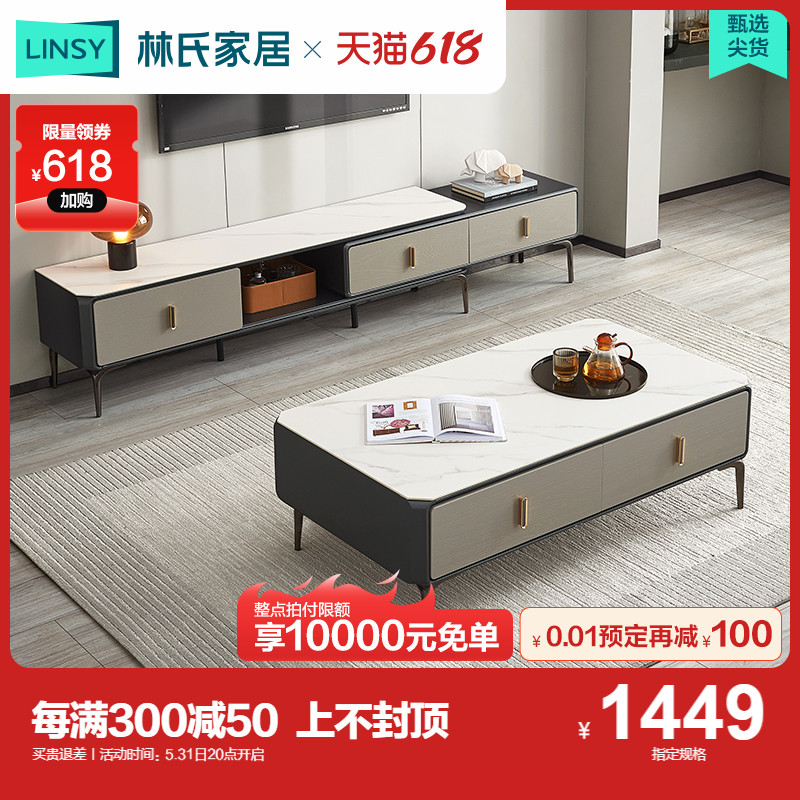 LINSY 林氏家居 × 天猫618
甄选
尖货
限量领券
¥618
加购
SAMSUNG
整点拍付限额
享10000元免单
¥ 0.01预定再减¥100
每满300减50 上不封顶
买贵退差 | 活动时间：5.31日20点开启
¥ 1449
指定规格